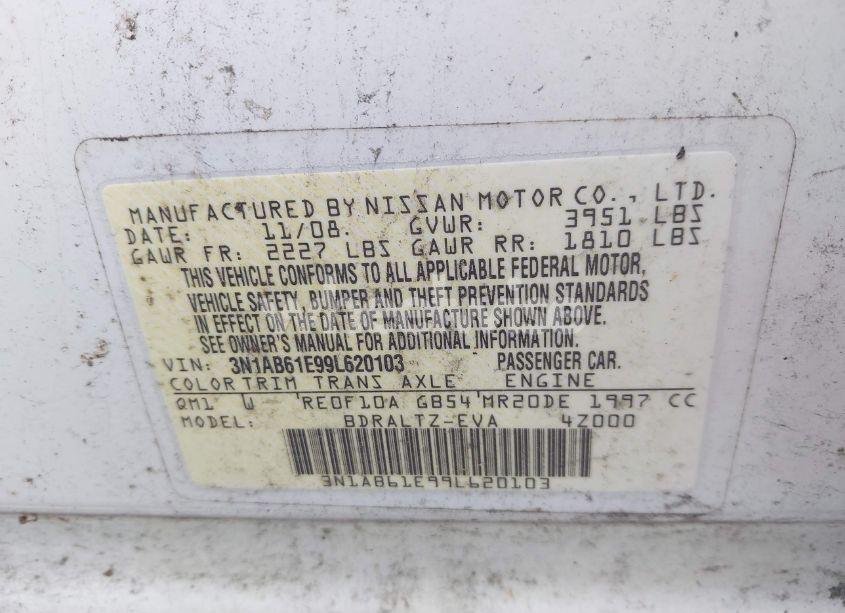 MANUFACTURED BY NISSAN MOTOR CO., LTD.
DATE: 11/08. GVWR: 3951 LBS
GAWR FR: 2227 LBS GAWR RR: 1810 LBS
THIS VEHICLE CONFORMS TO ALL APPLICABLE FEDERAL MOTOR,
VEHICLE SAFETY, BUMPER AND THEFT PREVENTION STANDARDS
IN EFFECT ON THE DATE OF MANUFACTURE SHOWN ABOVE.
SEE OWNER'S MANUAL FOR ADDITIONAL INFORMATION.
VIN: 3N1AB61E99L620103 PASSENGER CAR.
COLOR TRIM TRANS AXLE ENGINE
QM1 W RE0F10A GB54 MR20DE 1997 CC
MODEL: BDRALTZ-EVA 4Z000
3N1AB61E99L620103